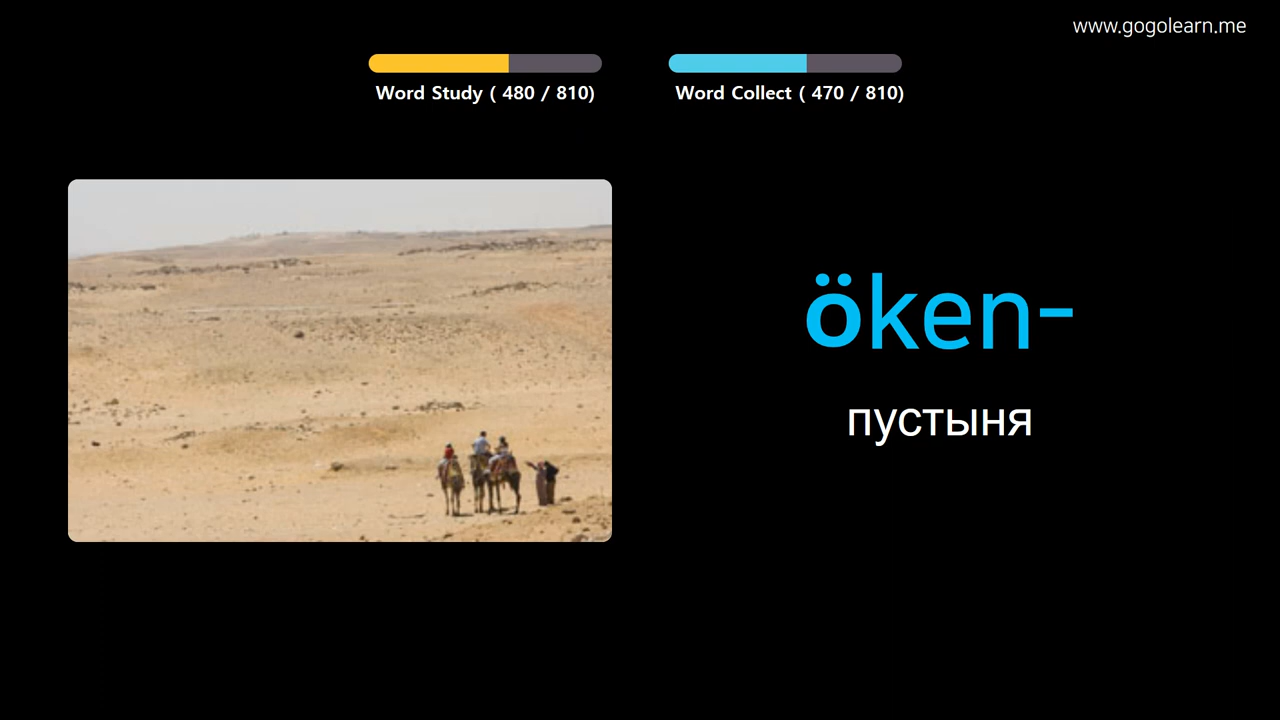 www.gogolearn.me
Word Study ( 480 / 810)
Word Collect ( 470 / 810)
öken-
пустыня